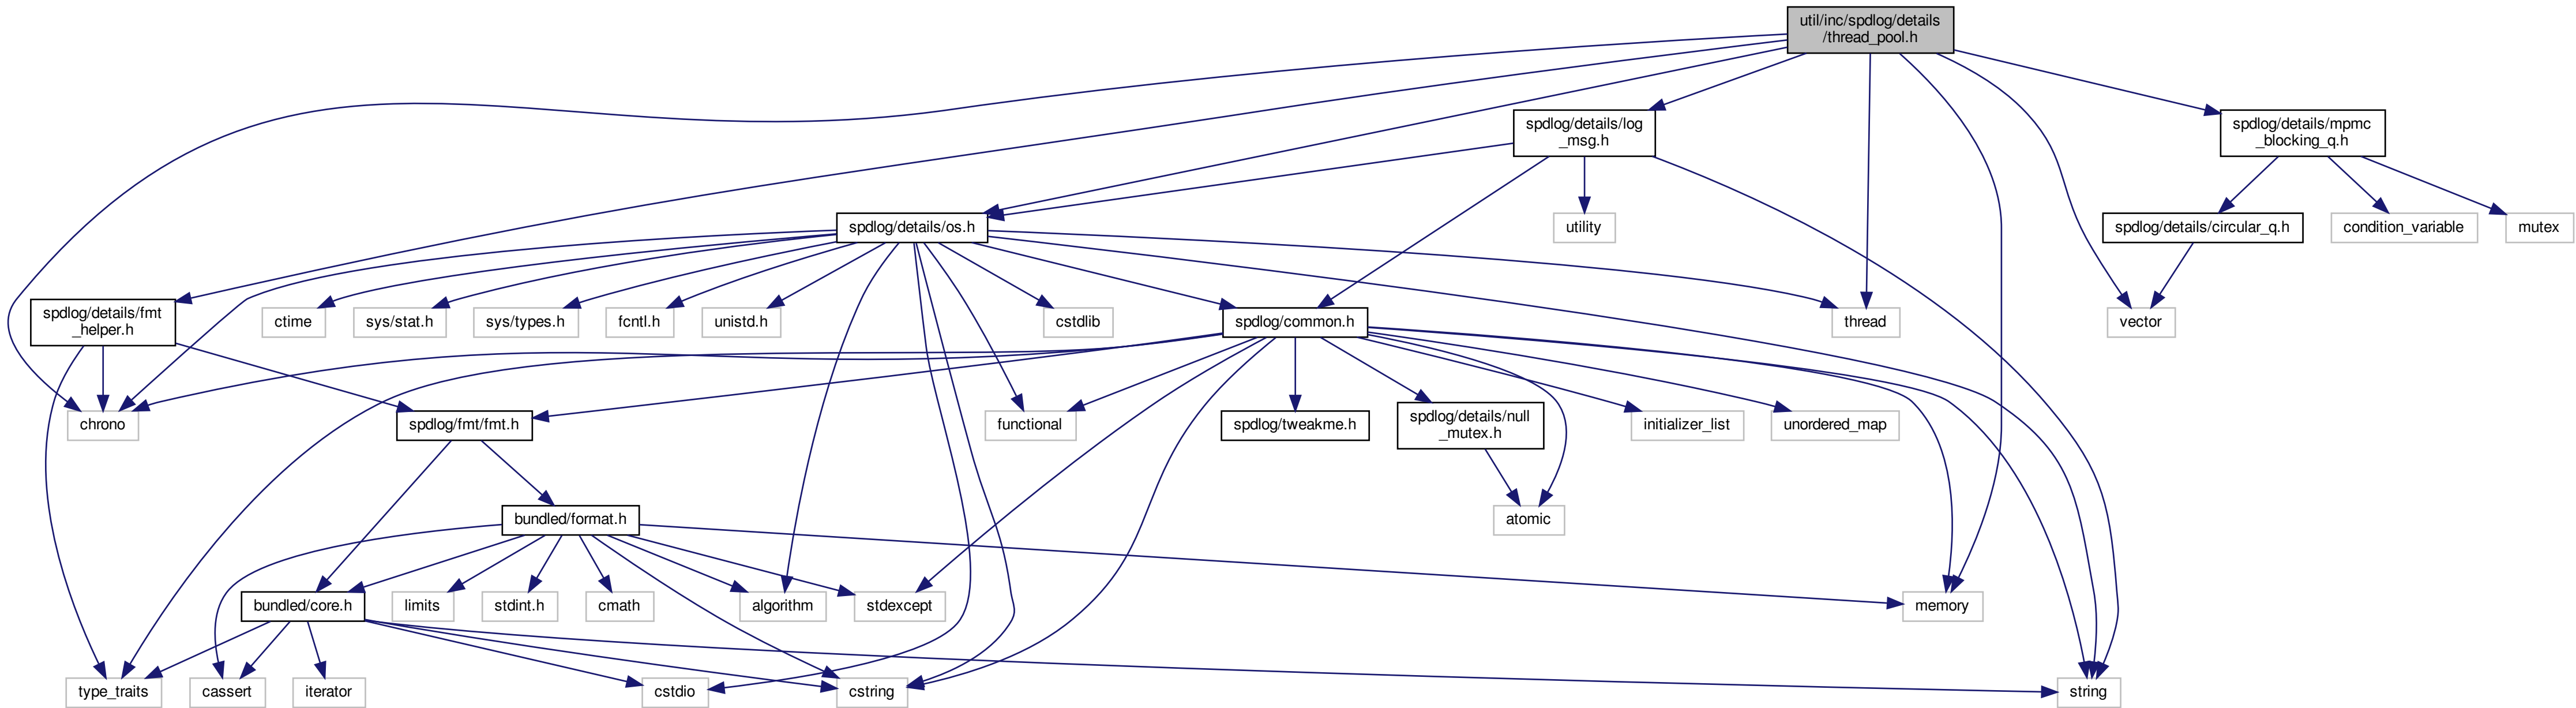 util/inc/spdlog/details
/thread_pool.h
spdlog/details/log
_msg.h
spdlog/details/mpmc
_blocking_q.h
spdlog/details/os.h
utility
spdlog/details/circular_q.h
condition_variable
mutex
spdlog/details/fmt
_helper.h
ctime
sys/stat.h
sys/types.h
fcntl.h
unistd.h
cstdlib
spdlog/common.h
thread
vector
chrono
spdlog/fmt/fmt.h
functional
spdlog/tweakme.h
spdlog/details/null
_mutex.h
initializer_list
unordered_map
bundled/format.h
atomic
bundled/core.h
limits
stdint.h
cmath
algorithm
stdexcept
memory
type_traits
cassert
iterator
cstdio
cstring
string